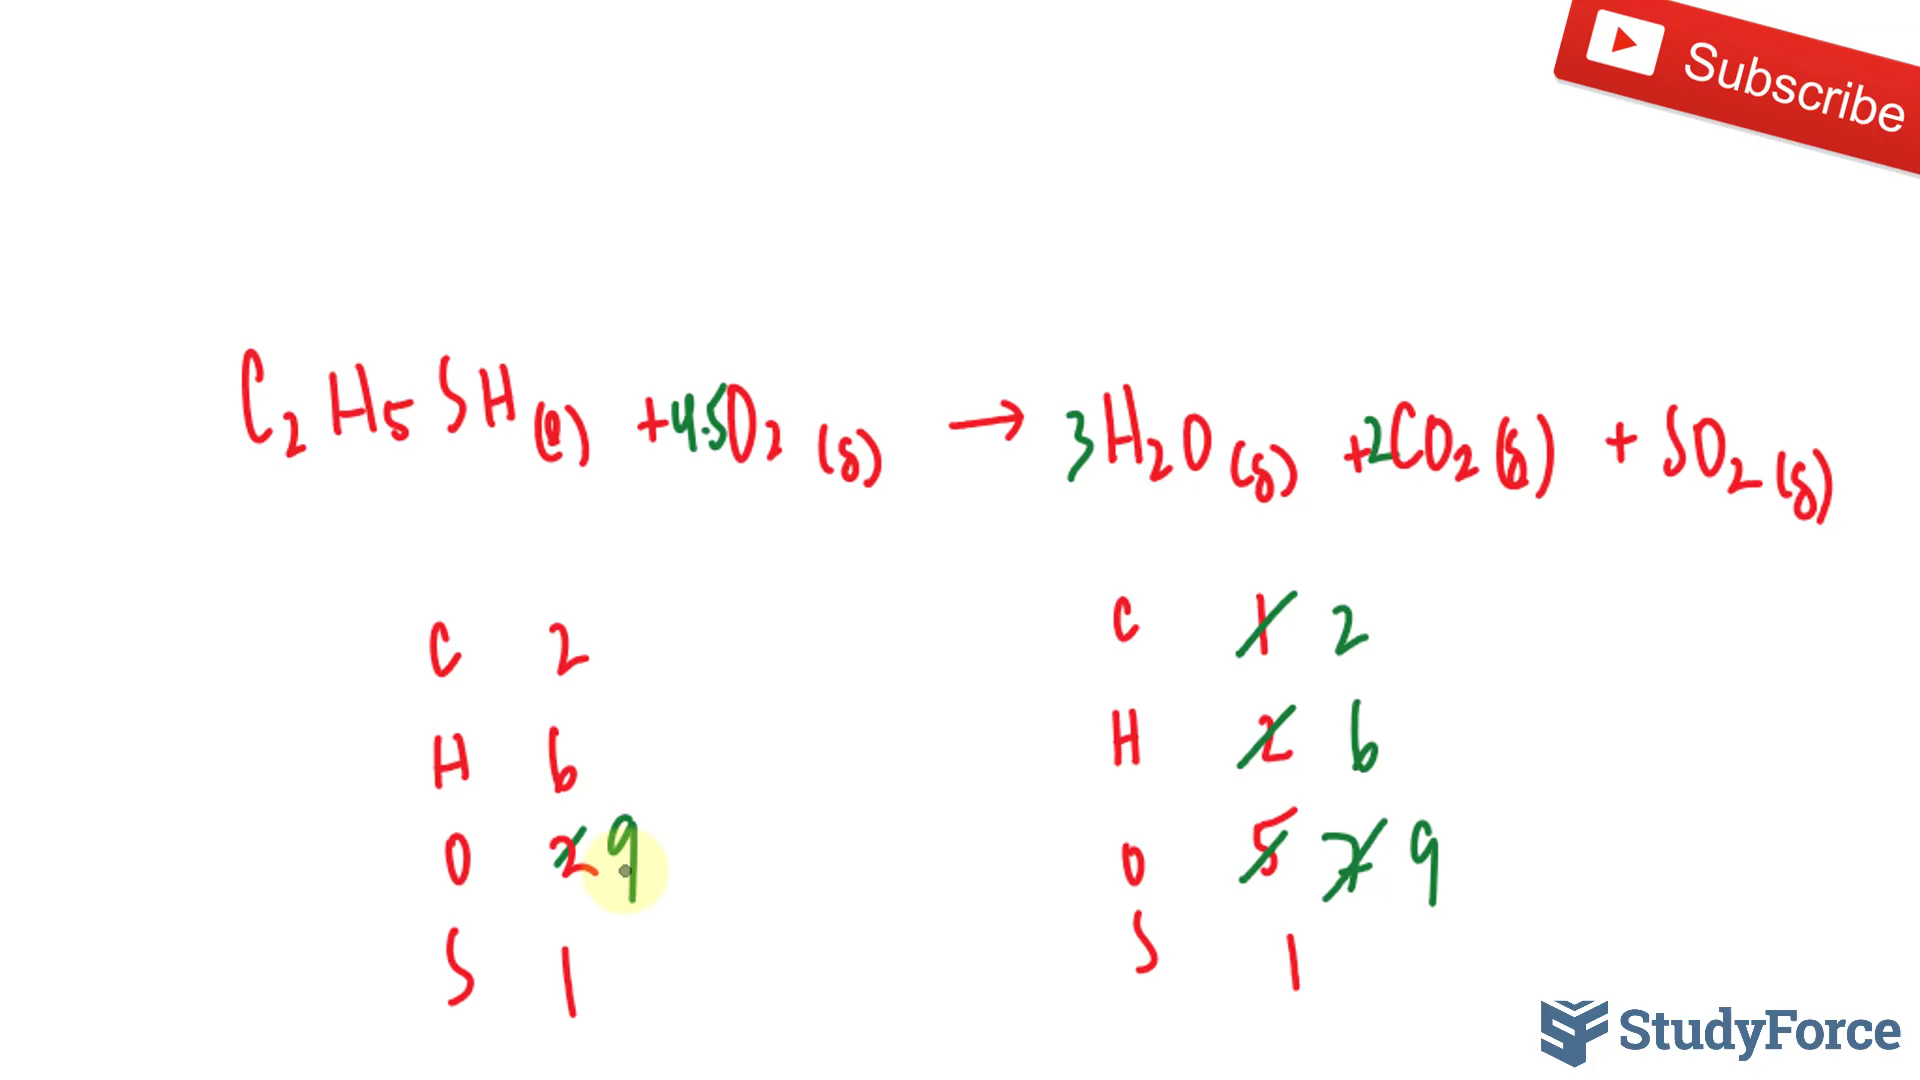 Subscribe
C₂H₅SH(l) + 4.5O₂(g) → 3H₂O(g) + 2CO₂(g) + SO₂(g)
C 2 C 1 2
H 6 H 2 6
O 2 9 O 5 7 9
S 1 S 1
StudyForce